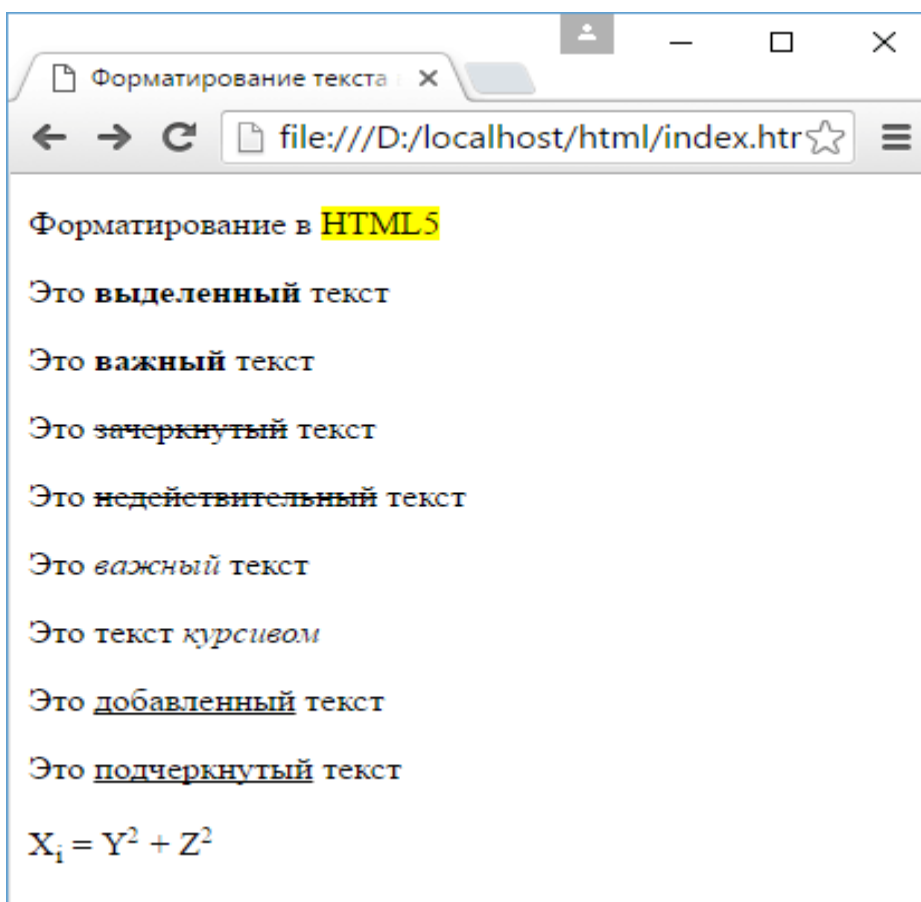 Форматирование текста
file:///D:/localhost/html/index.htr
Форматирование в HTML5
Это выделенный текст
Это важный текст
Это зачеркнутый текст
Это недействительный текст
Это важный текст
Это текст курсивом
Это добавленный текст
Это подчеркнутый текст
Xᵢ = Y² + Z²